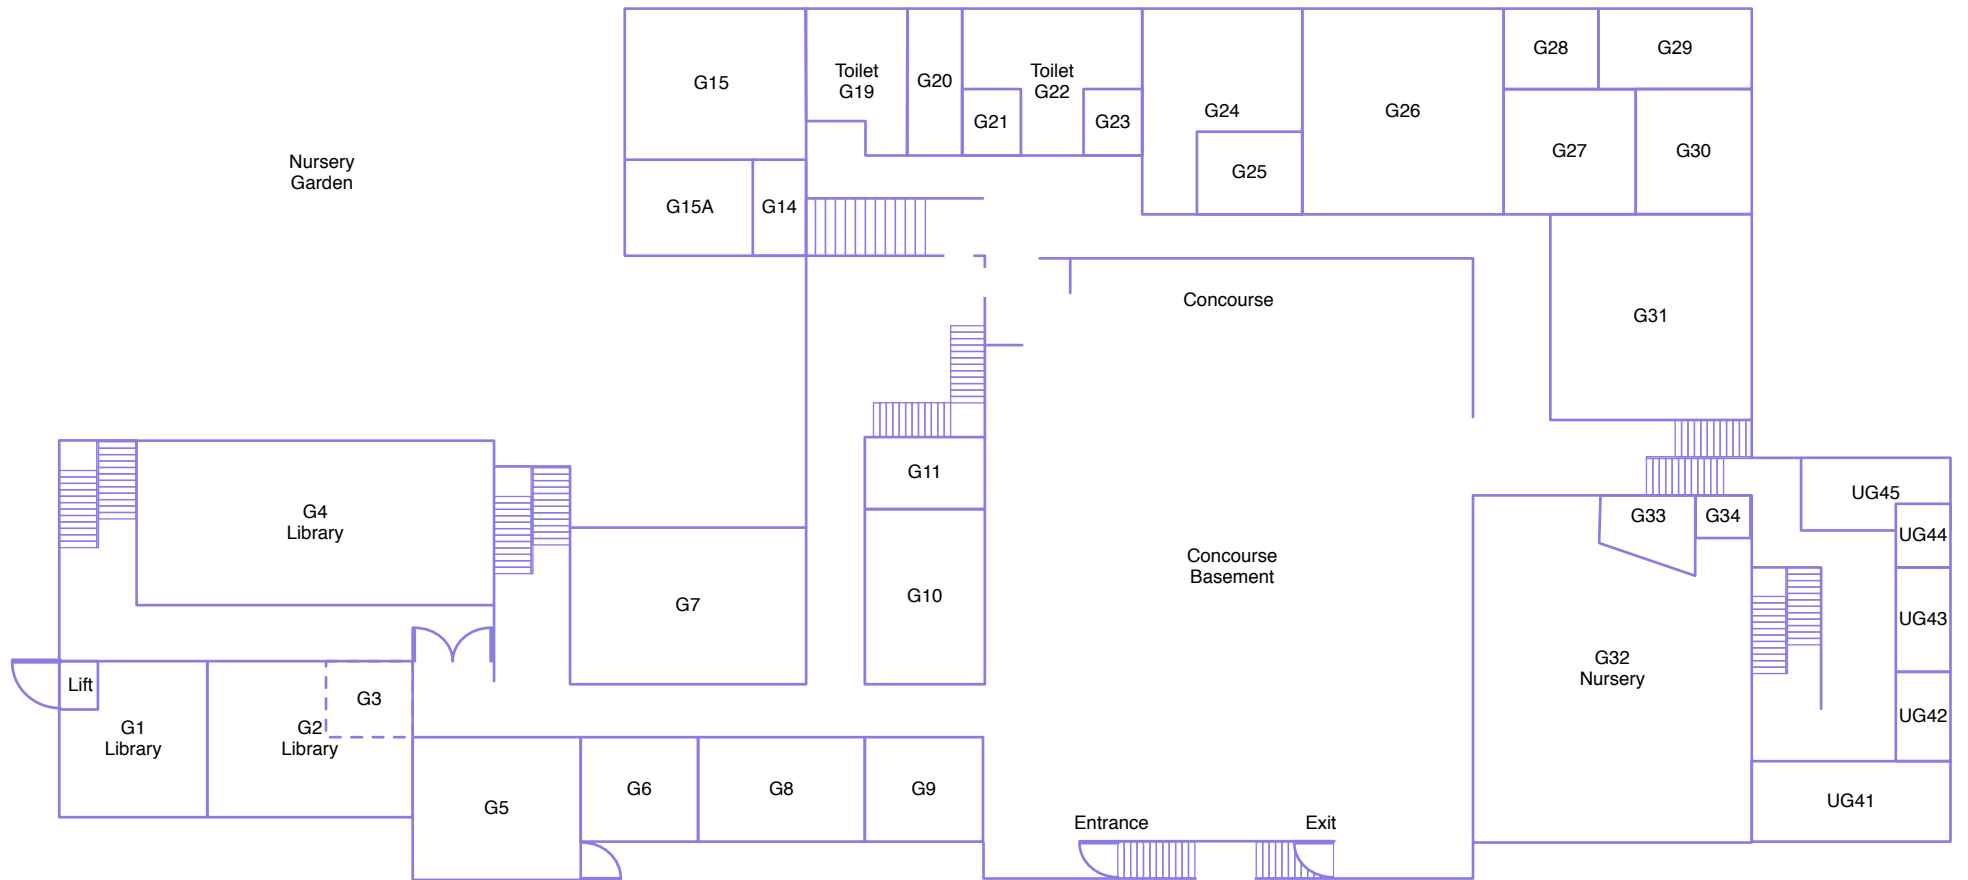 G15
Toilet
G19
G20
Toilet
G22
G21
G23
G24
G25
G26
G28
G29
G27
G30
Nursery
Garden
G15A
G14
Concourse
G31
G11
G4
Library
G10
G7
Concourse
Basement
UG45
G33
G34
UG44
UG43
G32
Nursery
UG42
Lift
G3
G1
Library
G2
Library
G5
G6
G8
G9
Entrance
Exit
UG41